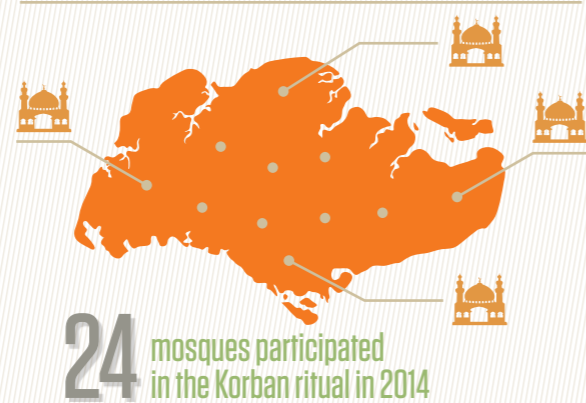 24 mosques participated
in the Korban ritual in 2014